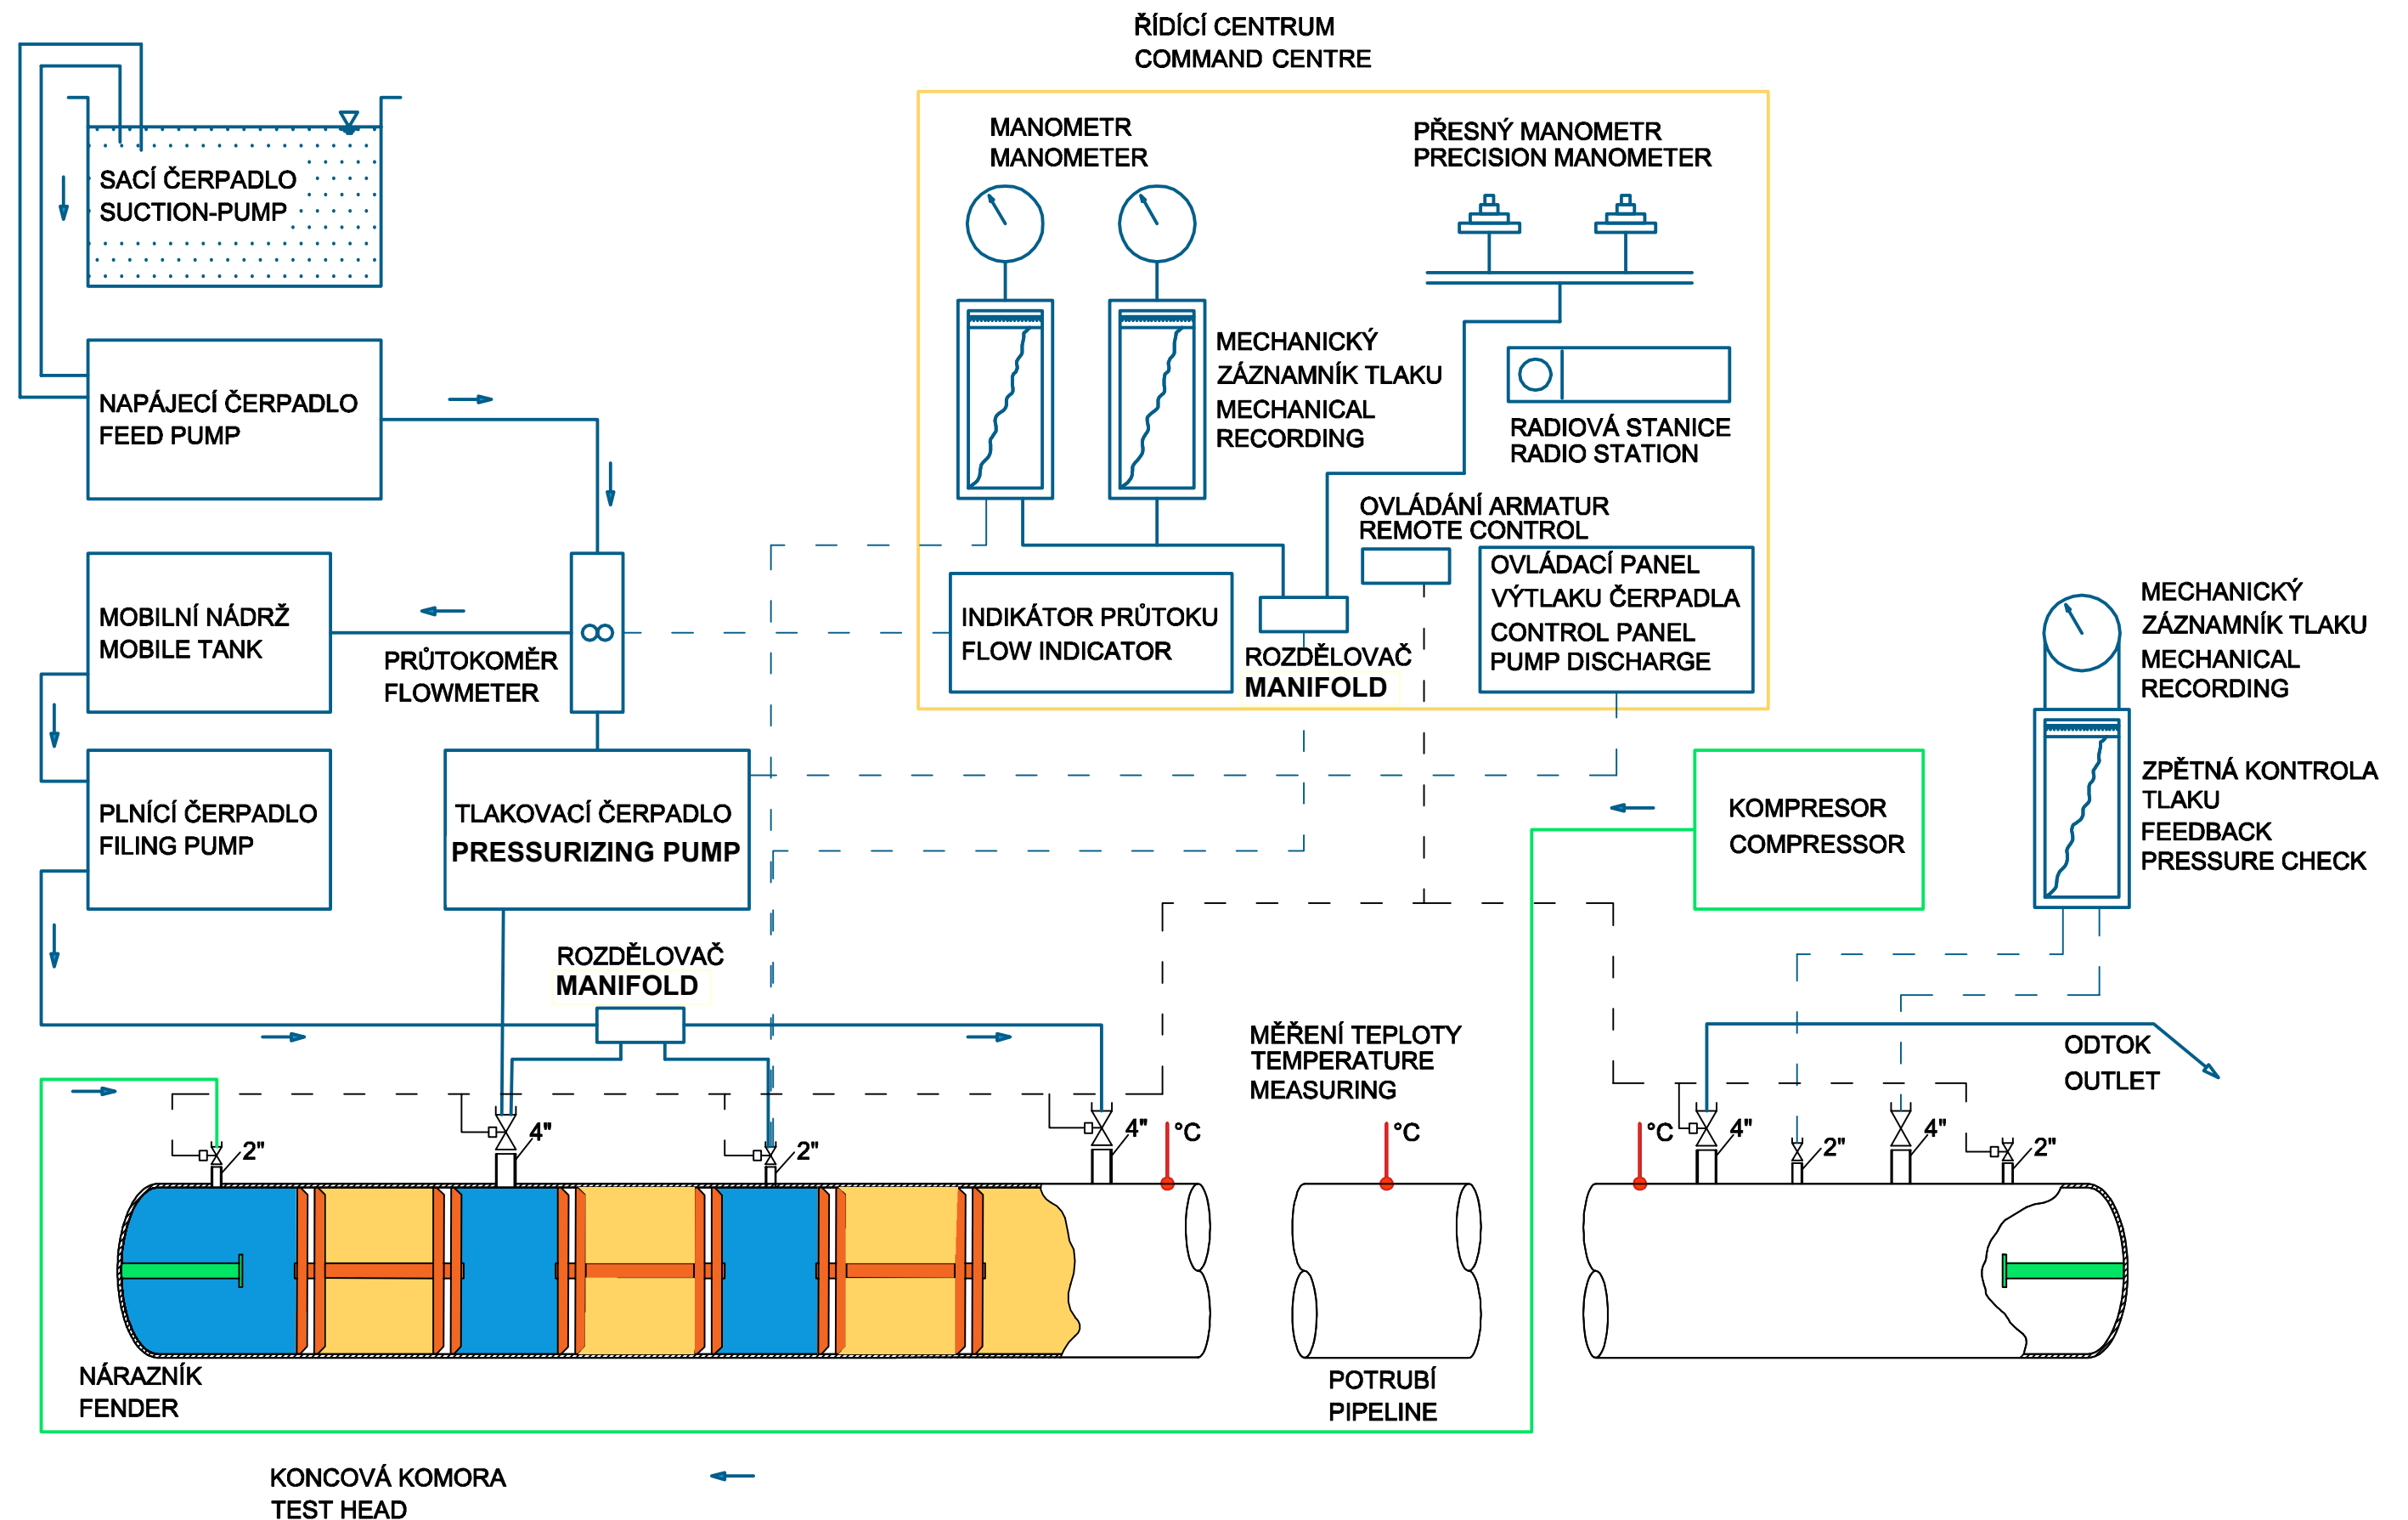 ŘÍDÍCÍ CENTRUM
COMMAND CENTRE
SACÍ ČERPADLO
SUCTION-PUMP
MANOMETR
MANOMETER
PŘESNÝ MANOMETR
PRECISION MANOMETER
NAPÁJECÍ ČERPADLO
FEED PUMP
MECHANICKÝ
ZÁZNAMNÍK TLAKU
MECHANICAL
RECORDING
RADIOVÁ STANICE
RADIO STATION
OVLÁDÁNÍ ARMATUR
REMOTE CONTROL
MOBILNÍ NÁDRŽ
MOBILE TANK
PRŮTOKOMĚR
FLOWMETER
INDIKÁTOR PRŮTOKU
FLOW INDICATOR
ROZDĚLOVAČ
MANIFOLD
OVLÁDACÍ PANEL
VÝTLAKU ČERPADLA
CONTROL PANEL
PUMP DISCHARGE
MECHANICKÝ
ZÁZNAMNÍK TLAKU
MECHANICAL
RECORDING
PLNÍCÍ ČERPADLO
FILING PUMP
TLAKOVACÍ ČERPADLO
PRESSURIZING PUMP
KOMPRESOR
COMPRESSOR
ZPĚTNÁ KONTROLA
TLAKU
FEEDBACK
PRESSURE CHECK
ROZDĚLOVAČ
MANIFOLD
MĚŘENÍ TEPLOTY
TEMPERATURE
MEASURING
ODTOK
OUTLET
2"
4"
2"
4"
°C
°C
°C
4"
2"
4"
2"
NÁRAZNÍK
FENDER
POTRUBÍ
PIPELINE
KONCOVÁ KOMORA
TEST HEAD